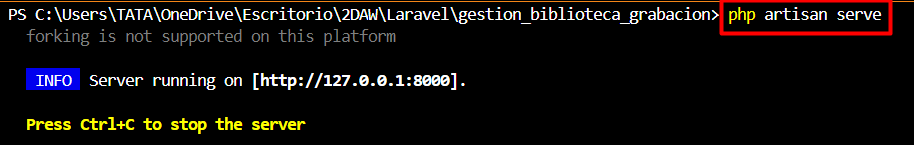 PS C:\Users\TATA\OneDrive\Escritorio\2DAW\Laravel\gestion_biblioteca_grabacion> php artisan serve
forking is not supported on this platform
INFO Server running on [http://127.0.0.1:8000].
Press Ctrl+C to stop the server